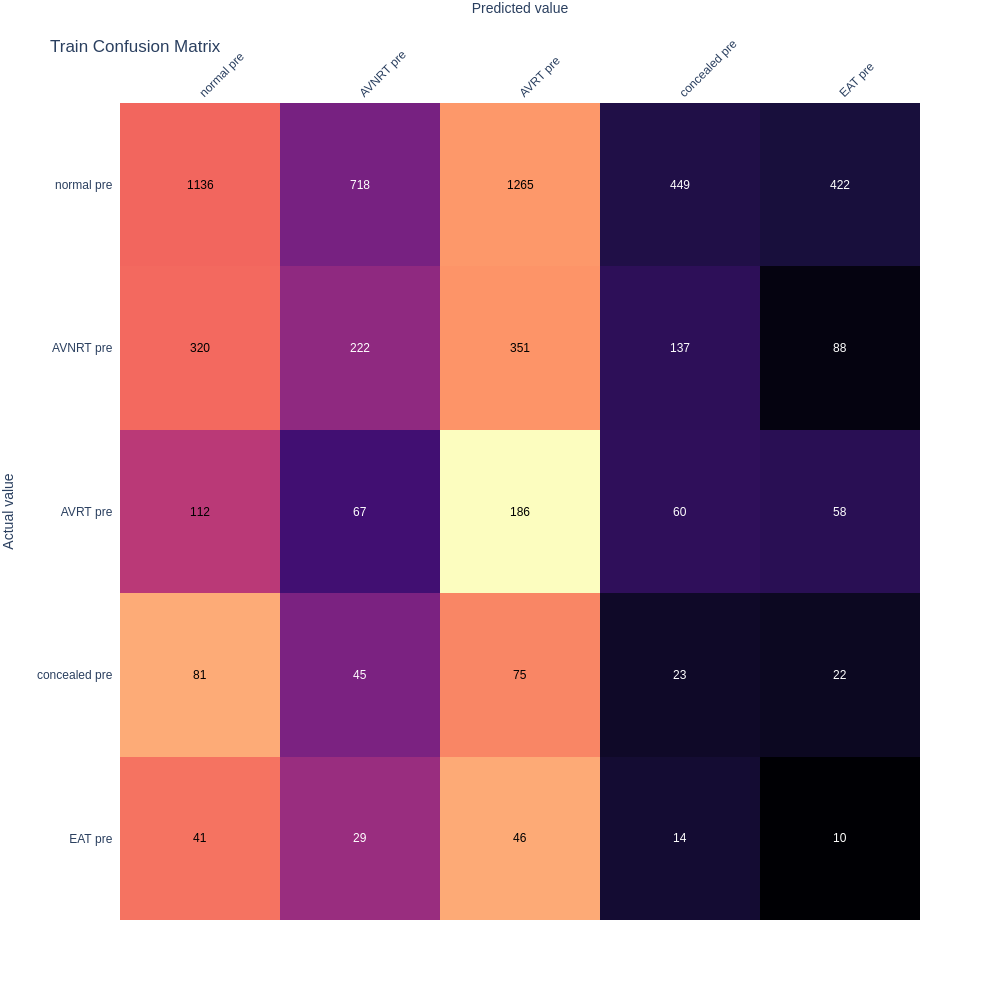 Predicted value
Train Confusion Matrix
normal pre AVNRT pre AVRT pre concealed pre EAT pre
normal pre 1136 718 1265 449 422
AVNRT pre 320 222 351 137 88
Actual value
AVRT pre 112 67 186 60 58
concealed pre 81 45 75 23 22
EAT pre 41 29 46 14 10